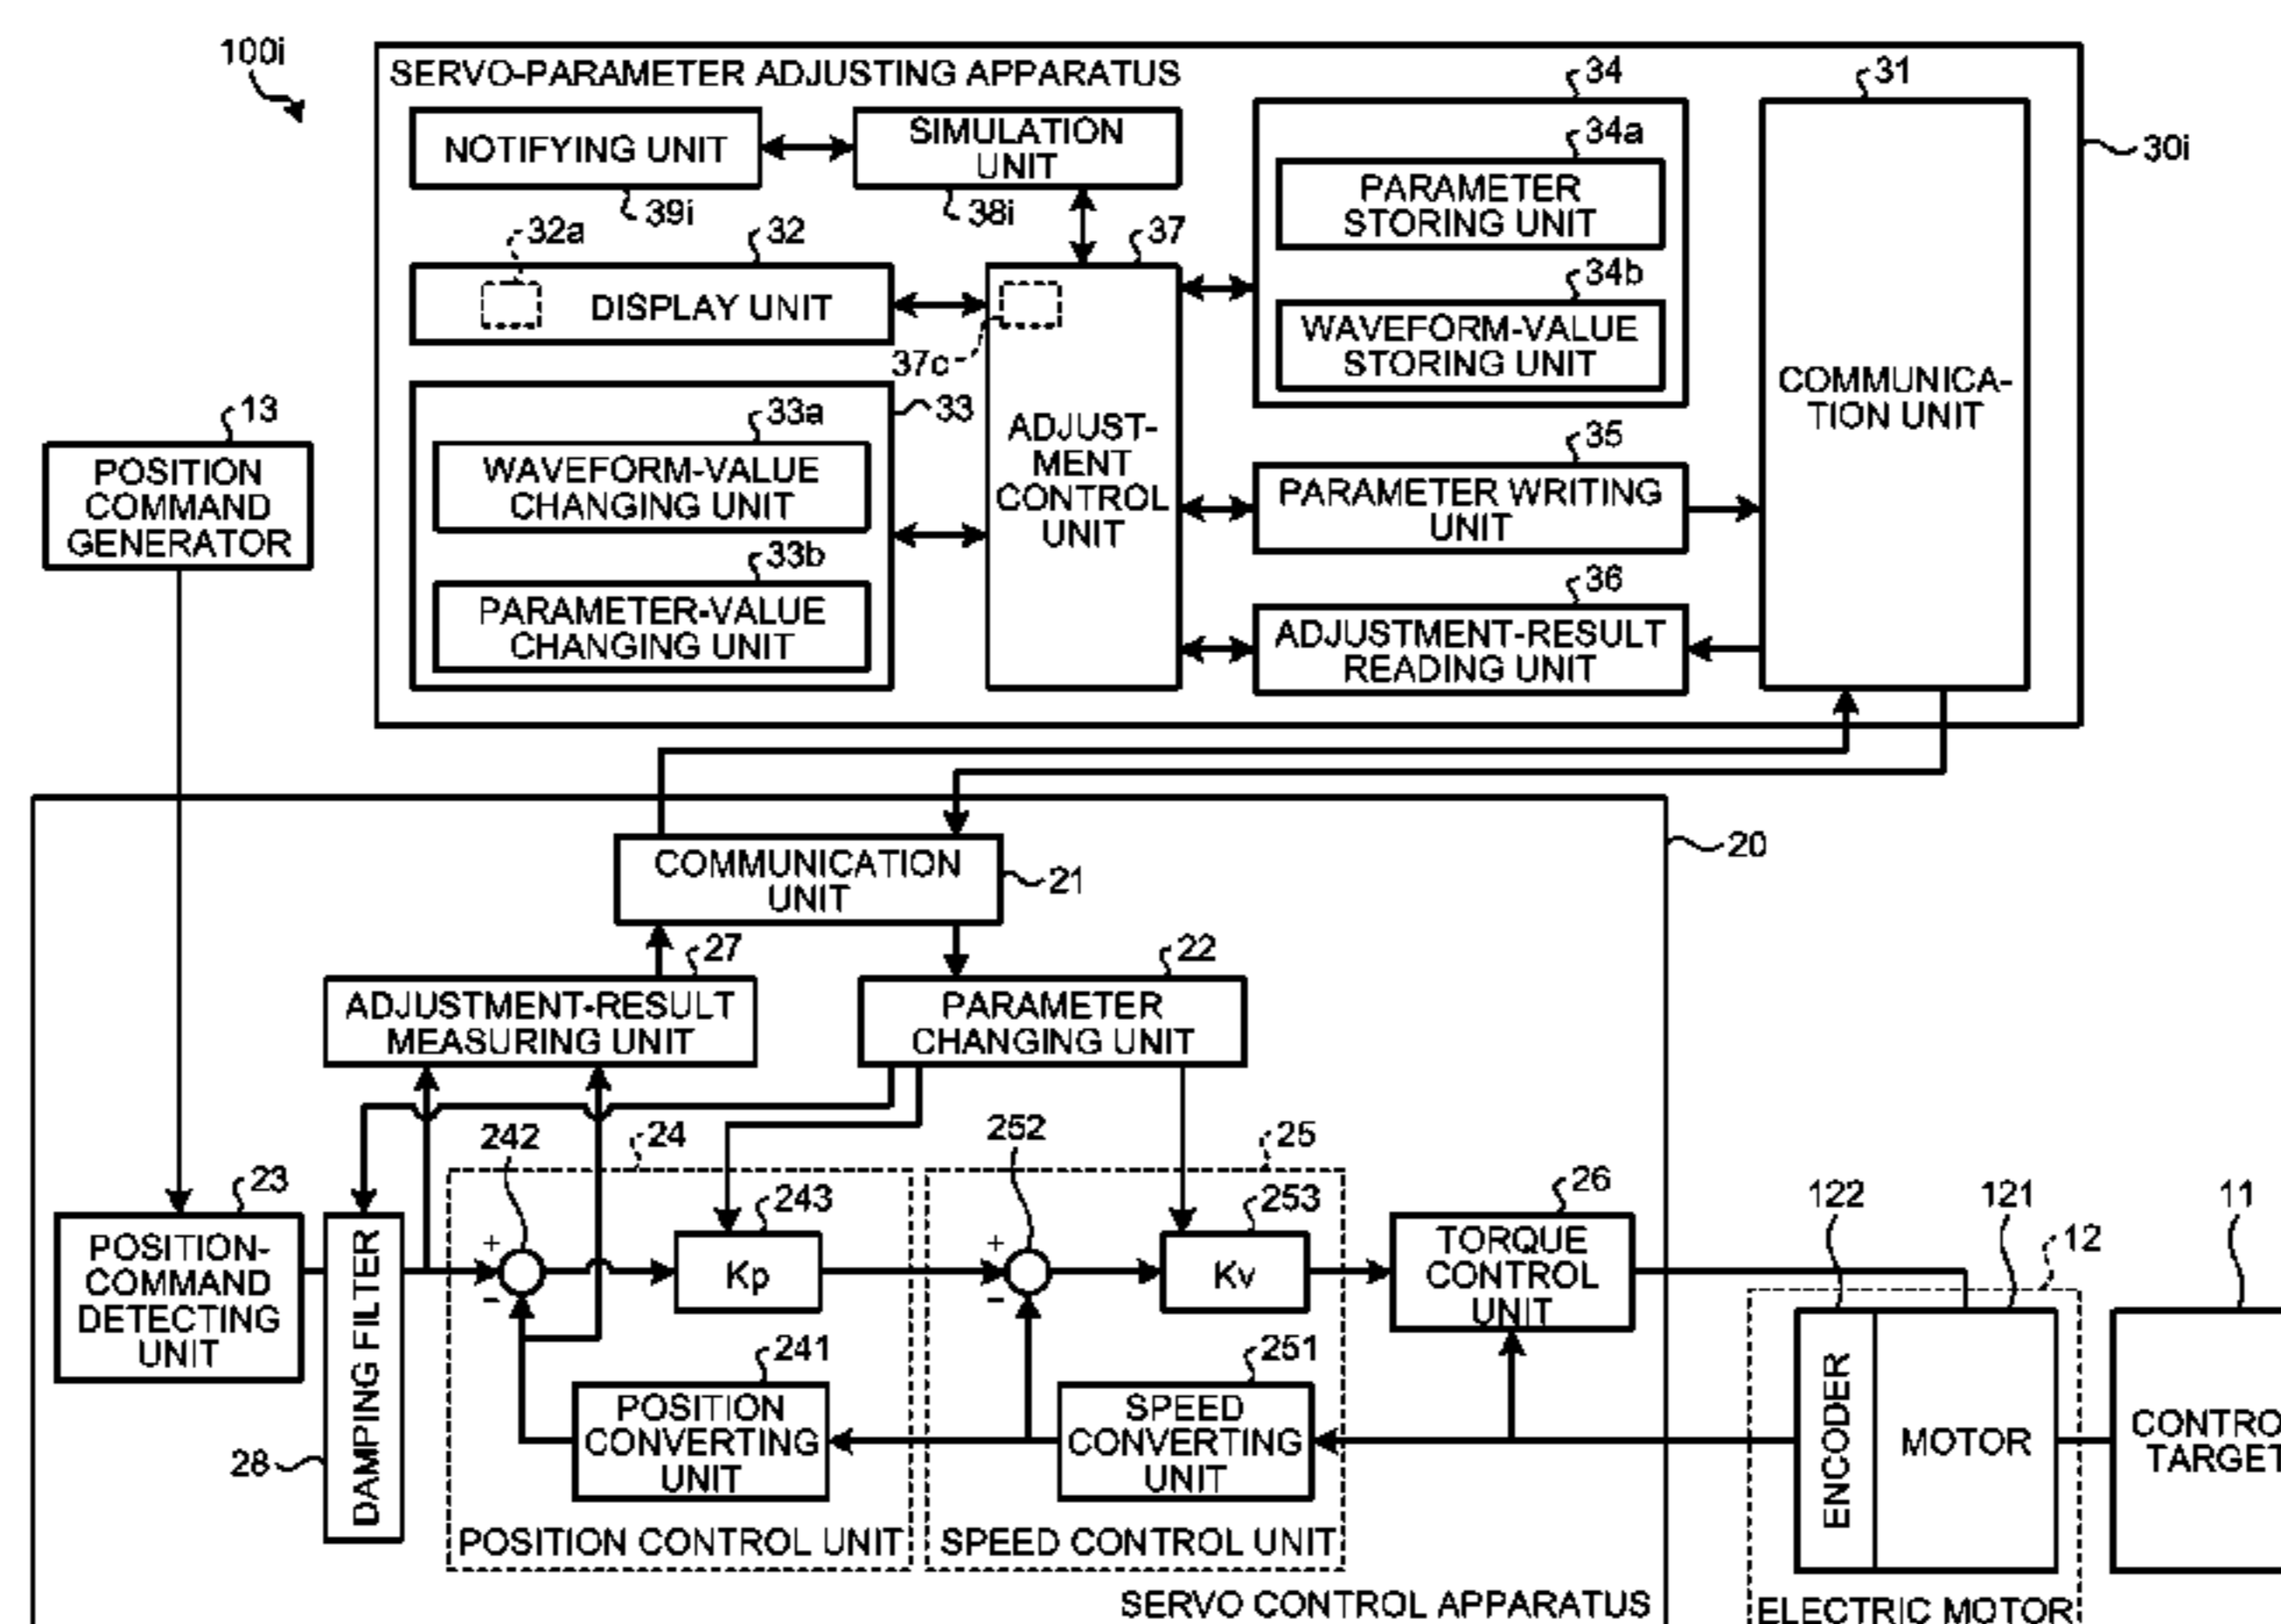 100i
SERVO-PARAMETER ADJUSTING APPARATUS
30i
NOTIFYING UNIT
39i
SIMULATION
UNIT
38i
34
34a
PARAMETER
STORING UNIT
34b
WAVEFORM-VALUE
STORING UNIT
31
COMMUNICA-
TION UNIT
32a
32
DISPLAY UNIT
37
37c
ADJUST-
MENT
CONTROL
UNIT
33
33a
WAVEFORM-VALUE
CHANGING UNIT
33b
PARAMETER-VALUE
CHANGING UNIT
35
PARAMETER WRITING
UNIT
36
ADJUSTMENT-RESULT
READING UNIT
13
POSITION
COMMAND
GENERATOR
20
COMMUNICATION
UNIT
21
27
ADJUSTMENT-RESULT
MEASURING UNIT
22
PARAMETER
CHANGING UNIT
23
POSITION-
COMMAND
DETECTING
UNIT
DAMPING FILTER
28
242
24
+
−
243
Kp
241
POSITION
CONVERTING
UNIT
POSITION CONTROL UNIT
252
25
+
−
253
Kv
251
SPEED
CONVERTING
UNIT
SPEED CONTROL UNIT
26
TORQUE
CONTROL
UNIT
SERVO CONTROL APPARATUS
122
121
12
ENCODER
MOTOR
ELECTRIC MOTOR
11
CONTRO
TARGET